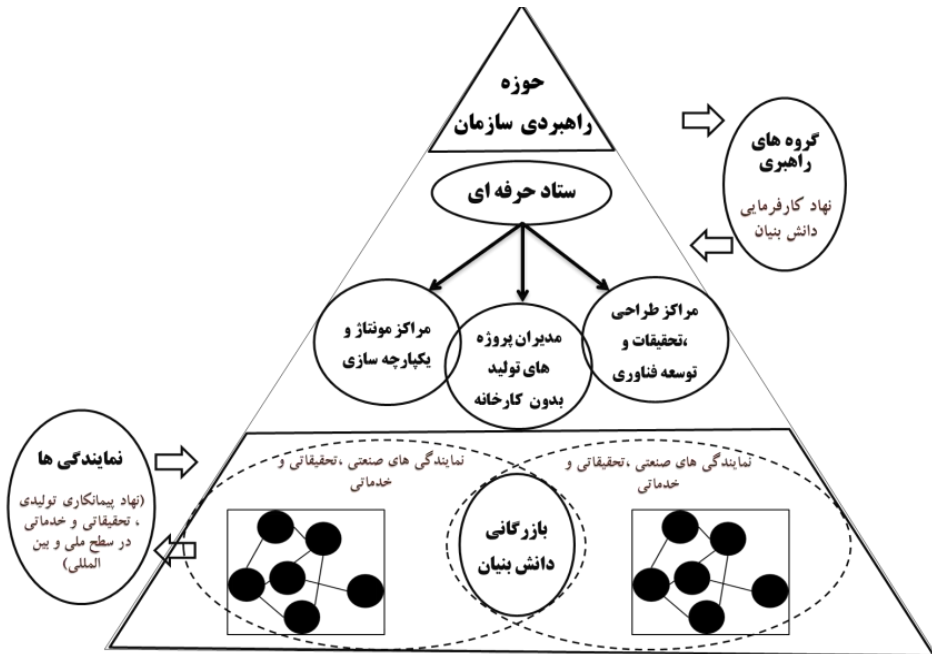 حوزه
راهبردی سازمان
گروه های
راهبری
نهاد کارفرمایی
دانش بنیان
ستاد حرفه ای
مراکز طراحی
،تحقیقات و
توسعه فناوری
مدیران پروژه
های تولید
بدون کارخانه
مراکز مونتاژ و
یکپارچه سازی
نمایندگی ها
(نهاد پیمانکاری تولیدی
، تحقیقاتی و خدماتی
در سطح ملی و بین
المللی)
نمایندگی های صنعتی ،تحقیقاتی و
خدماتی
نمایندگی های صنعتی ،تحقیقاتی و
خدماتی
بازرگانی
دانش بنیان